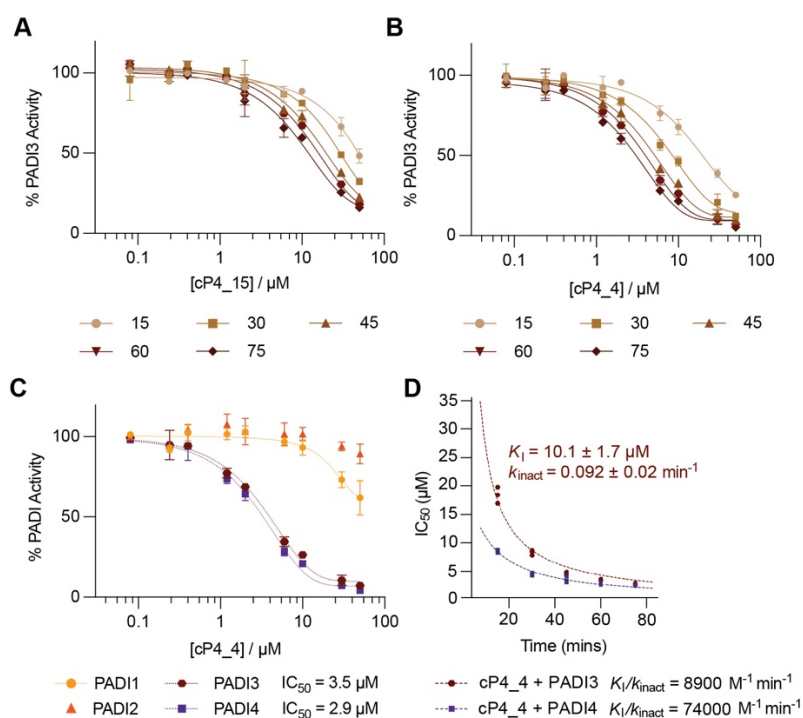 A
B
% PADI3 Activity
100
50
0
0.1
1
10
100
[cP4_15] / µM
15
30
45
60
75
% PADI3 Activity
100
50
0
0.1
1
10
100
[cP4_4] / µM
15
30
45
60
75
C
D
% PADI Activity
100
50
0
0.1
1
10
100
[cP4_4] / µM
PADI1
PADI3 IC50 = 3.5 µM
PADI2
PADI4 IC50 = 2.9 µM
IC50 (µM)
35
30
25
20
15
10
5
20
40
60
80
Time (mins)
KI = 10.1 ± 1.7 µM
kinact = 0.092 ± 0.02 min-1
cP4_4 + PADI3 KI/kinact = 8900 M-1 min-1
cP4_4 + PADI4 KI/kinact = 74000 M-1 min-1